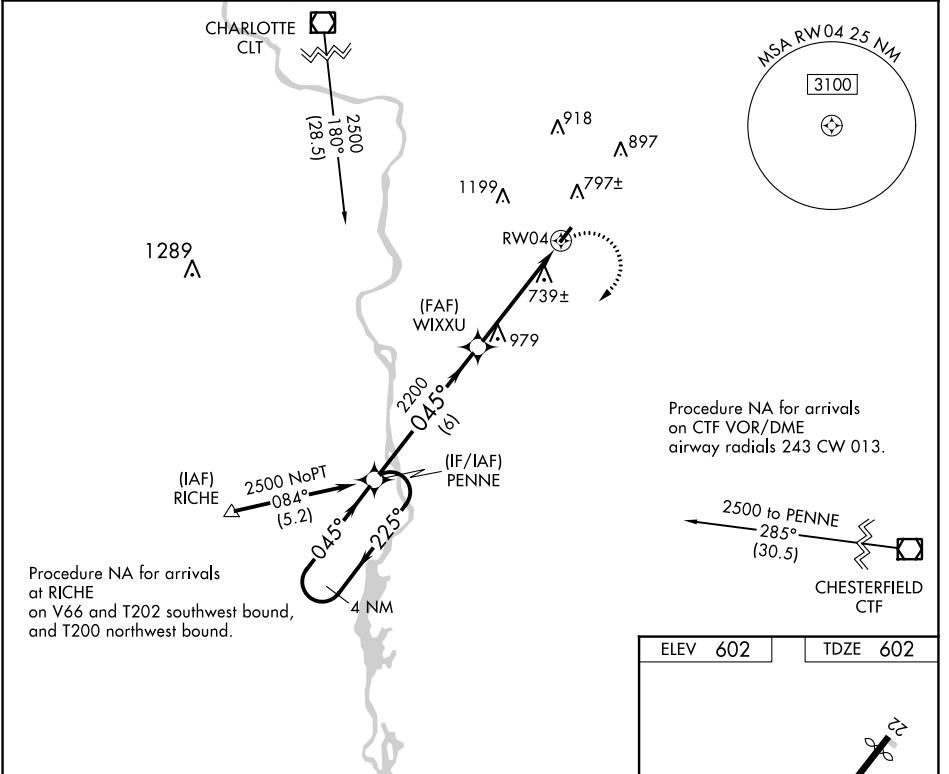 CHARLOTTE
CLT
2500
180°
(28.5)
MSA RW04 25 NM
3100
918
897
1199
797±
RW04
1289
739±
(FAF)
WIXXU
979
2200
045°
(6)
Procedure NA for arrivals
on CTF VOR/DME
airway radials 243 CW 013.
(IAF)
RICHE
2500 NoPT
084°
(5.2)
(IF/IAF)
PENNE
045°
225°
4 NM
2500 to PENNE
285°
(30.5)
CHESTERFIELD
CTF
Procedure NA for arrivals
at RICHE
on V66 and T202 southwest bound,
and T200 northwest bound.
ELEV 602
TDZE 602
22